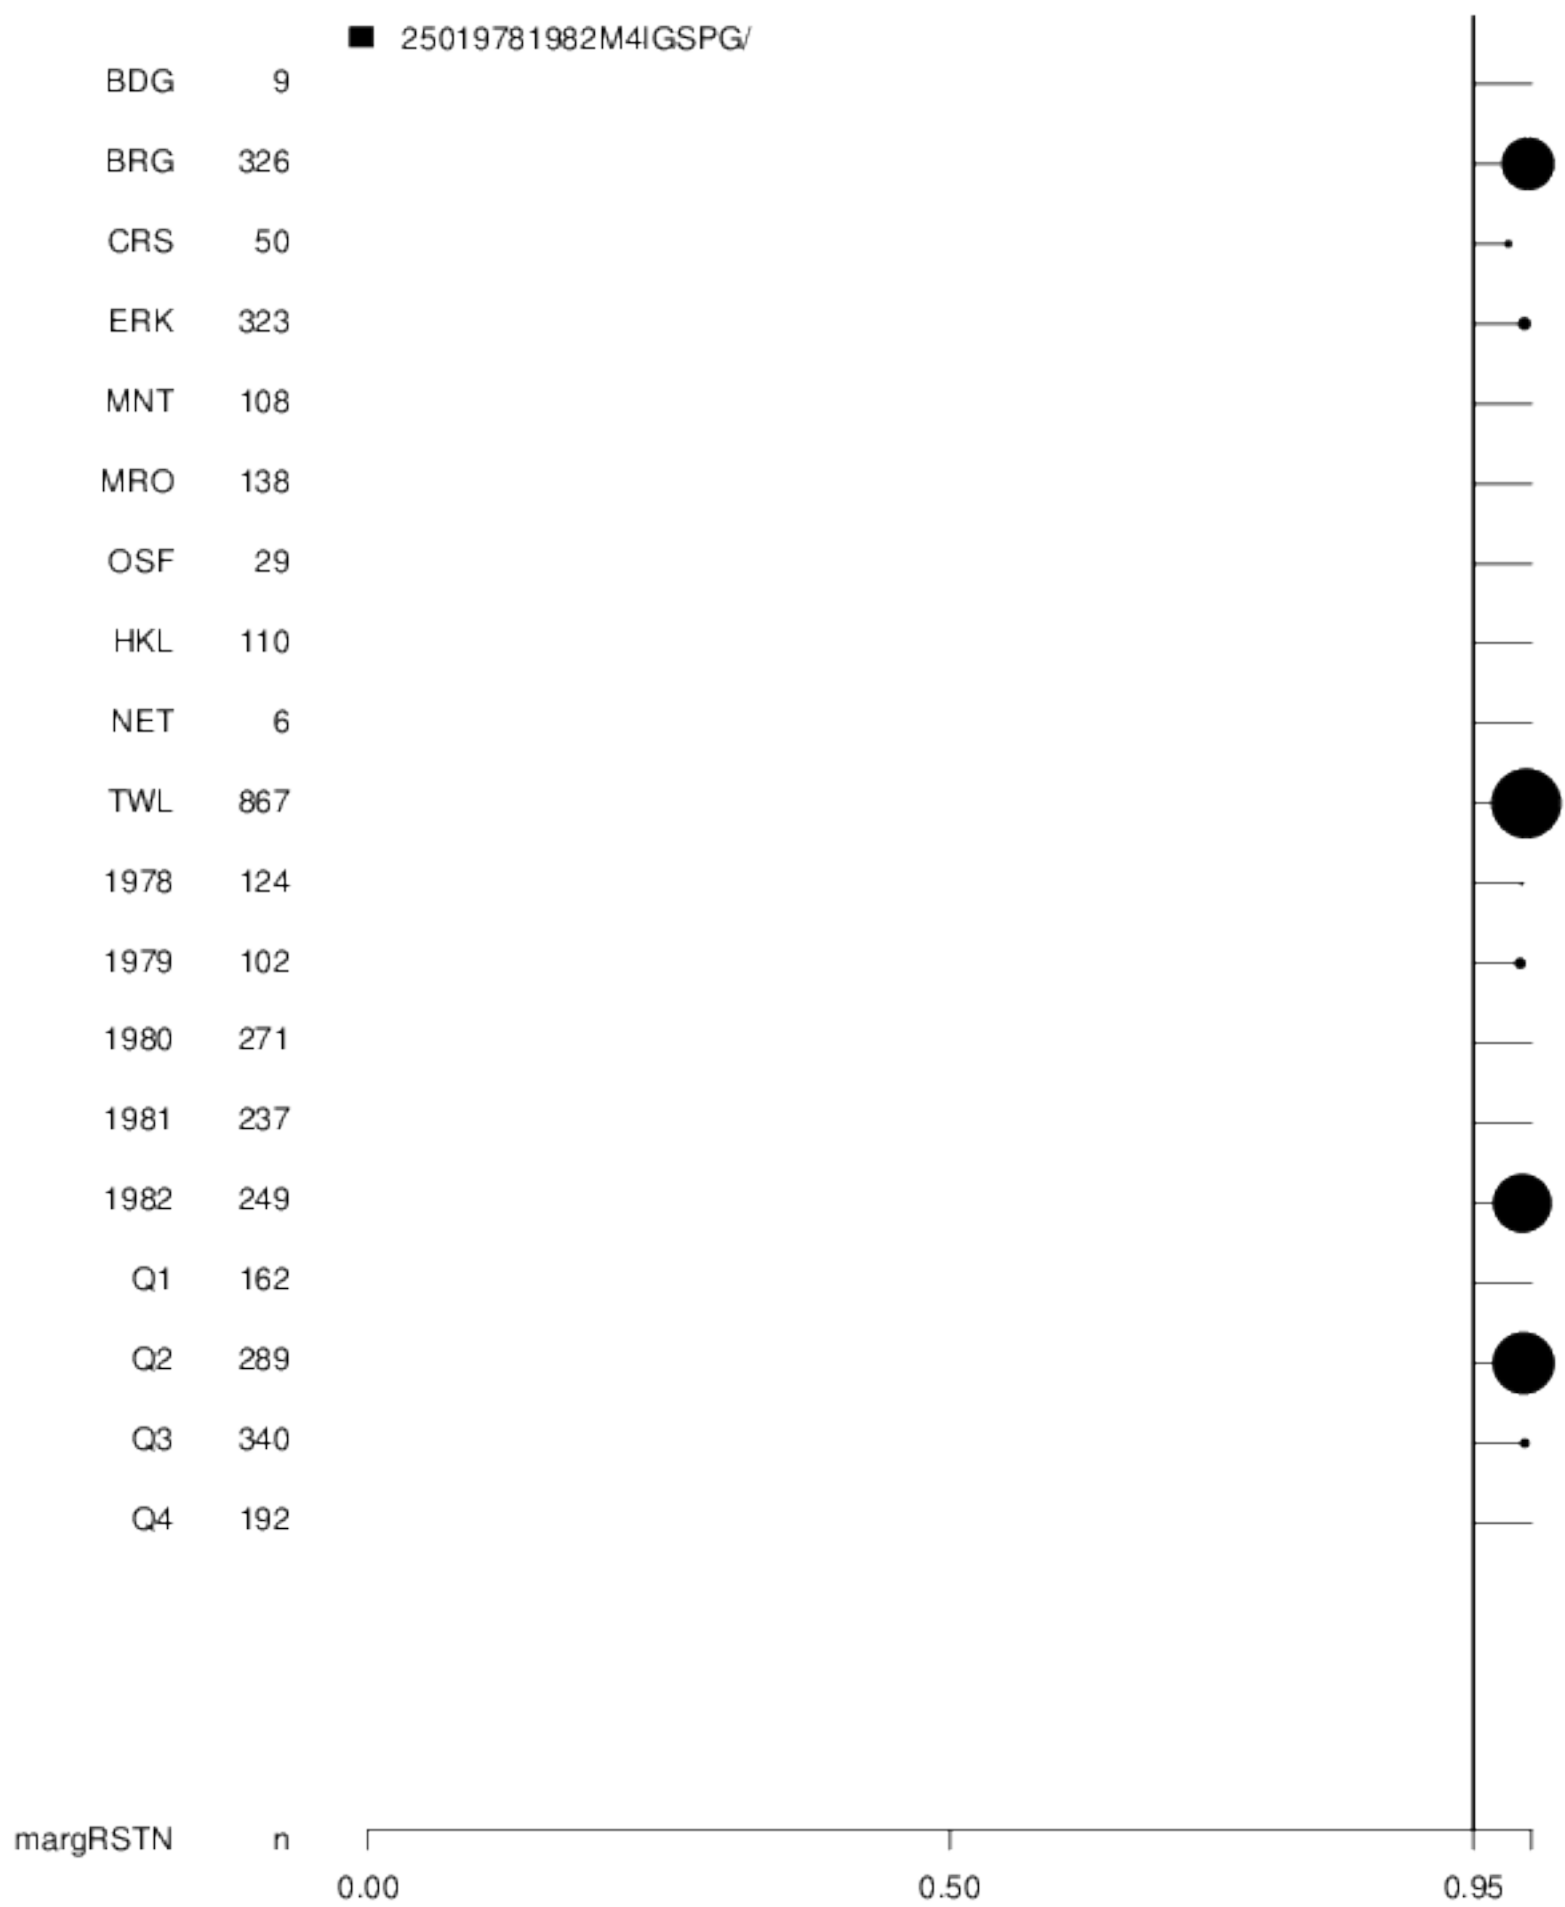 25019781982M4IGSPG/
BDG 9
BRG 326
CRS 50
ERK 323
MNT 108
MRO 138
OSF 29
HKL 110
NET 6
TWL 867
1978 124
1979 102
1980 271
1981 237
1982 249
Q1 162
Q2 289
Q3 340
Q4 192
margRSTN n
0.00 0.50 0.95